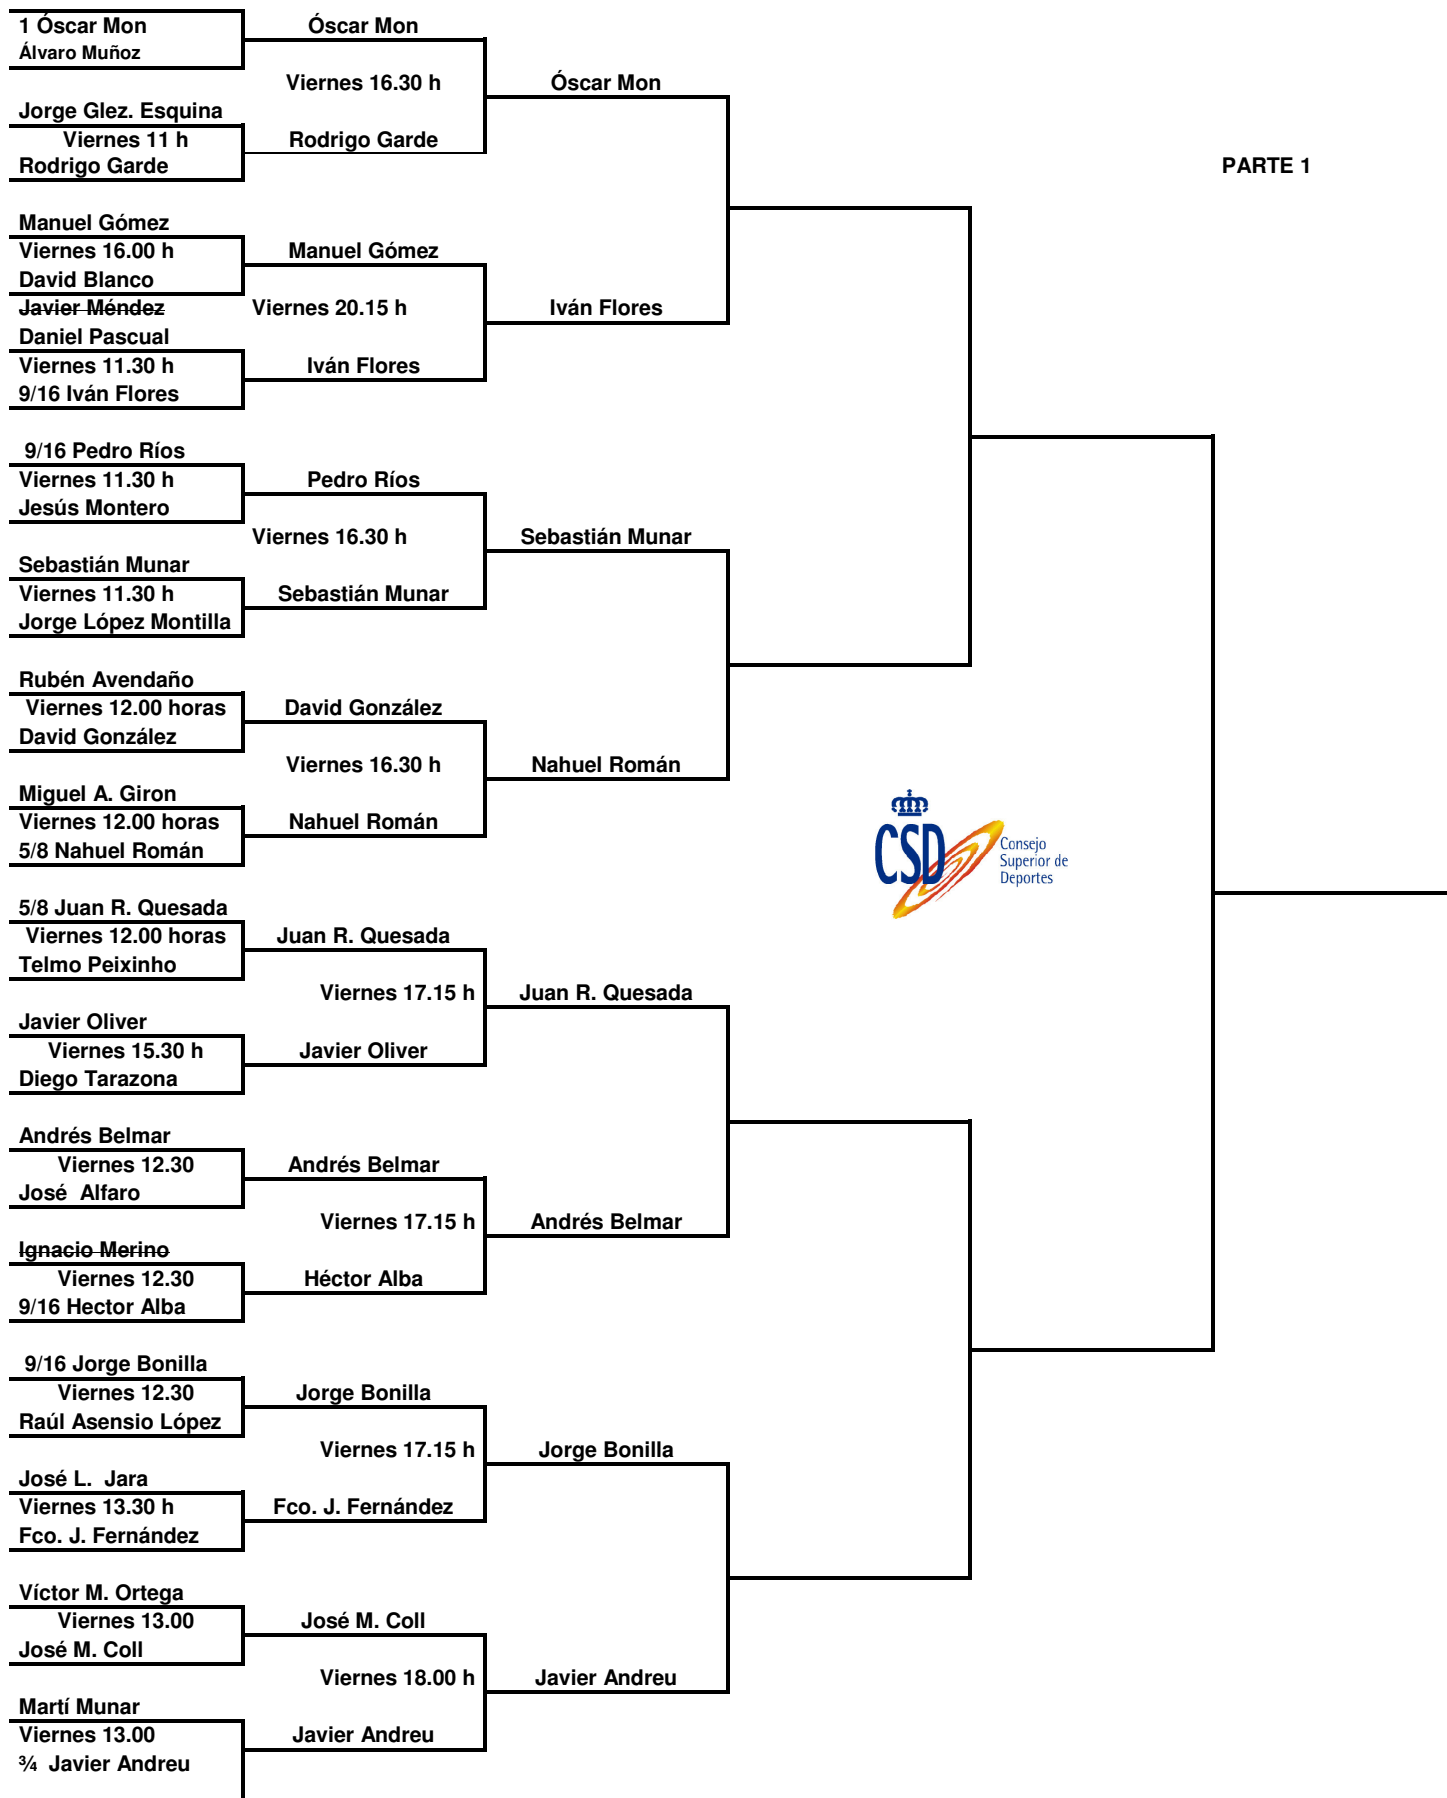 1 Óscar Mon
Álvaro Muñoz
Óscar Mon
Viernes 16.30 h
Óscar Mon
Jorge Glez. Esquina
Viernes 11 h
Rodrigo Garde
Rodrigo Garde
PARTE 1
Manuel Gómez
Viernes 16.00 h
David Blanco
Manuel Gómez
Javier Méndez
Viernes 20.15 h
Iván Flores
Daniel Pascual
Viernes 11.30 h
9/16 Iván Flores
Iván Flores
9/16 Pedro Ríos
Viernes 11.30 h
Jesús Montero
Pedro Ríos
Viernes 16.30 h
Sebastián Munar
Sebastián Munar
Viernes 11.30 h
Jorge López Montilla
Sebastián Munar
Rubén Avendaño
Viernes 12.00 horas
David González
David González
Viernes 16.30 h
Nahuel Román
Miguel A. Giron
Viernes 12.00 horas
5/8 Nahuel Román
Nahuel Román
CSD
Consejo
Superior de
Deportes
5/8 Juan R. Quesada
Viernes 12.00 horas
Telmo Peixinho
Juan R. Quesada
Viernes 17.15 h
Juan R. Quesada
Javier Oliver
Viernes 15.30 h
Diego Tarazona
Javier Oliver
Andrés Belmar
Viernes 12.30
José Alfaro
Andrés Belmar
Viernes 17.15 h
Andrés Belmar
Ignacio Merino
Viernes 12.30
9/16 Hector Alba
Héctor Alba
9/16 Jorge Bonilla
Viernes 12.30
Raúl Asensio López
Jorge Bonilla
Viernes 17.15 h
Jorge Bonilla
José L. Jara
Viernes 13.30 h
Fco. J. Fernández
Fco. J. Fernández
Víctor M. Ortega
Viernes 13.00
José M. Coll
José M. Coll
Viernes 18.00 h
Javier Andreu
Martí Munar
Viernes 13.00
¾ Javier Andreu
Javier Andreu